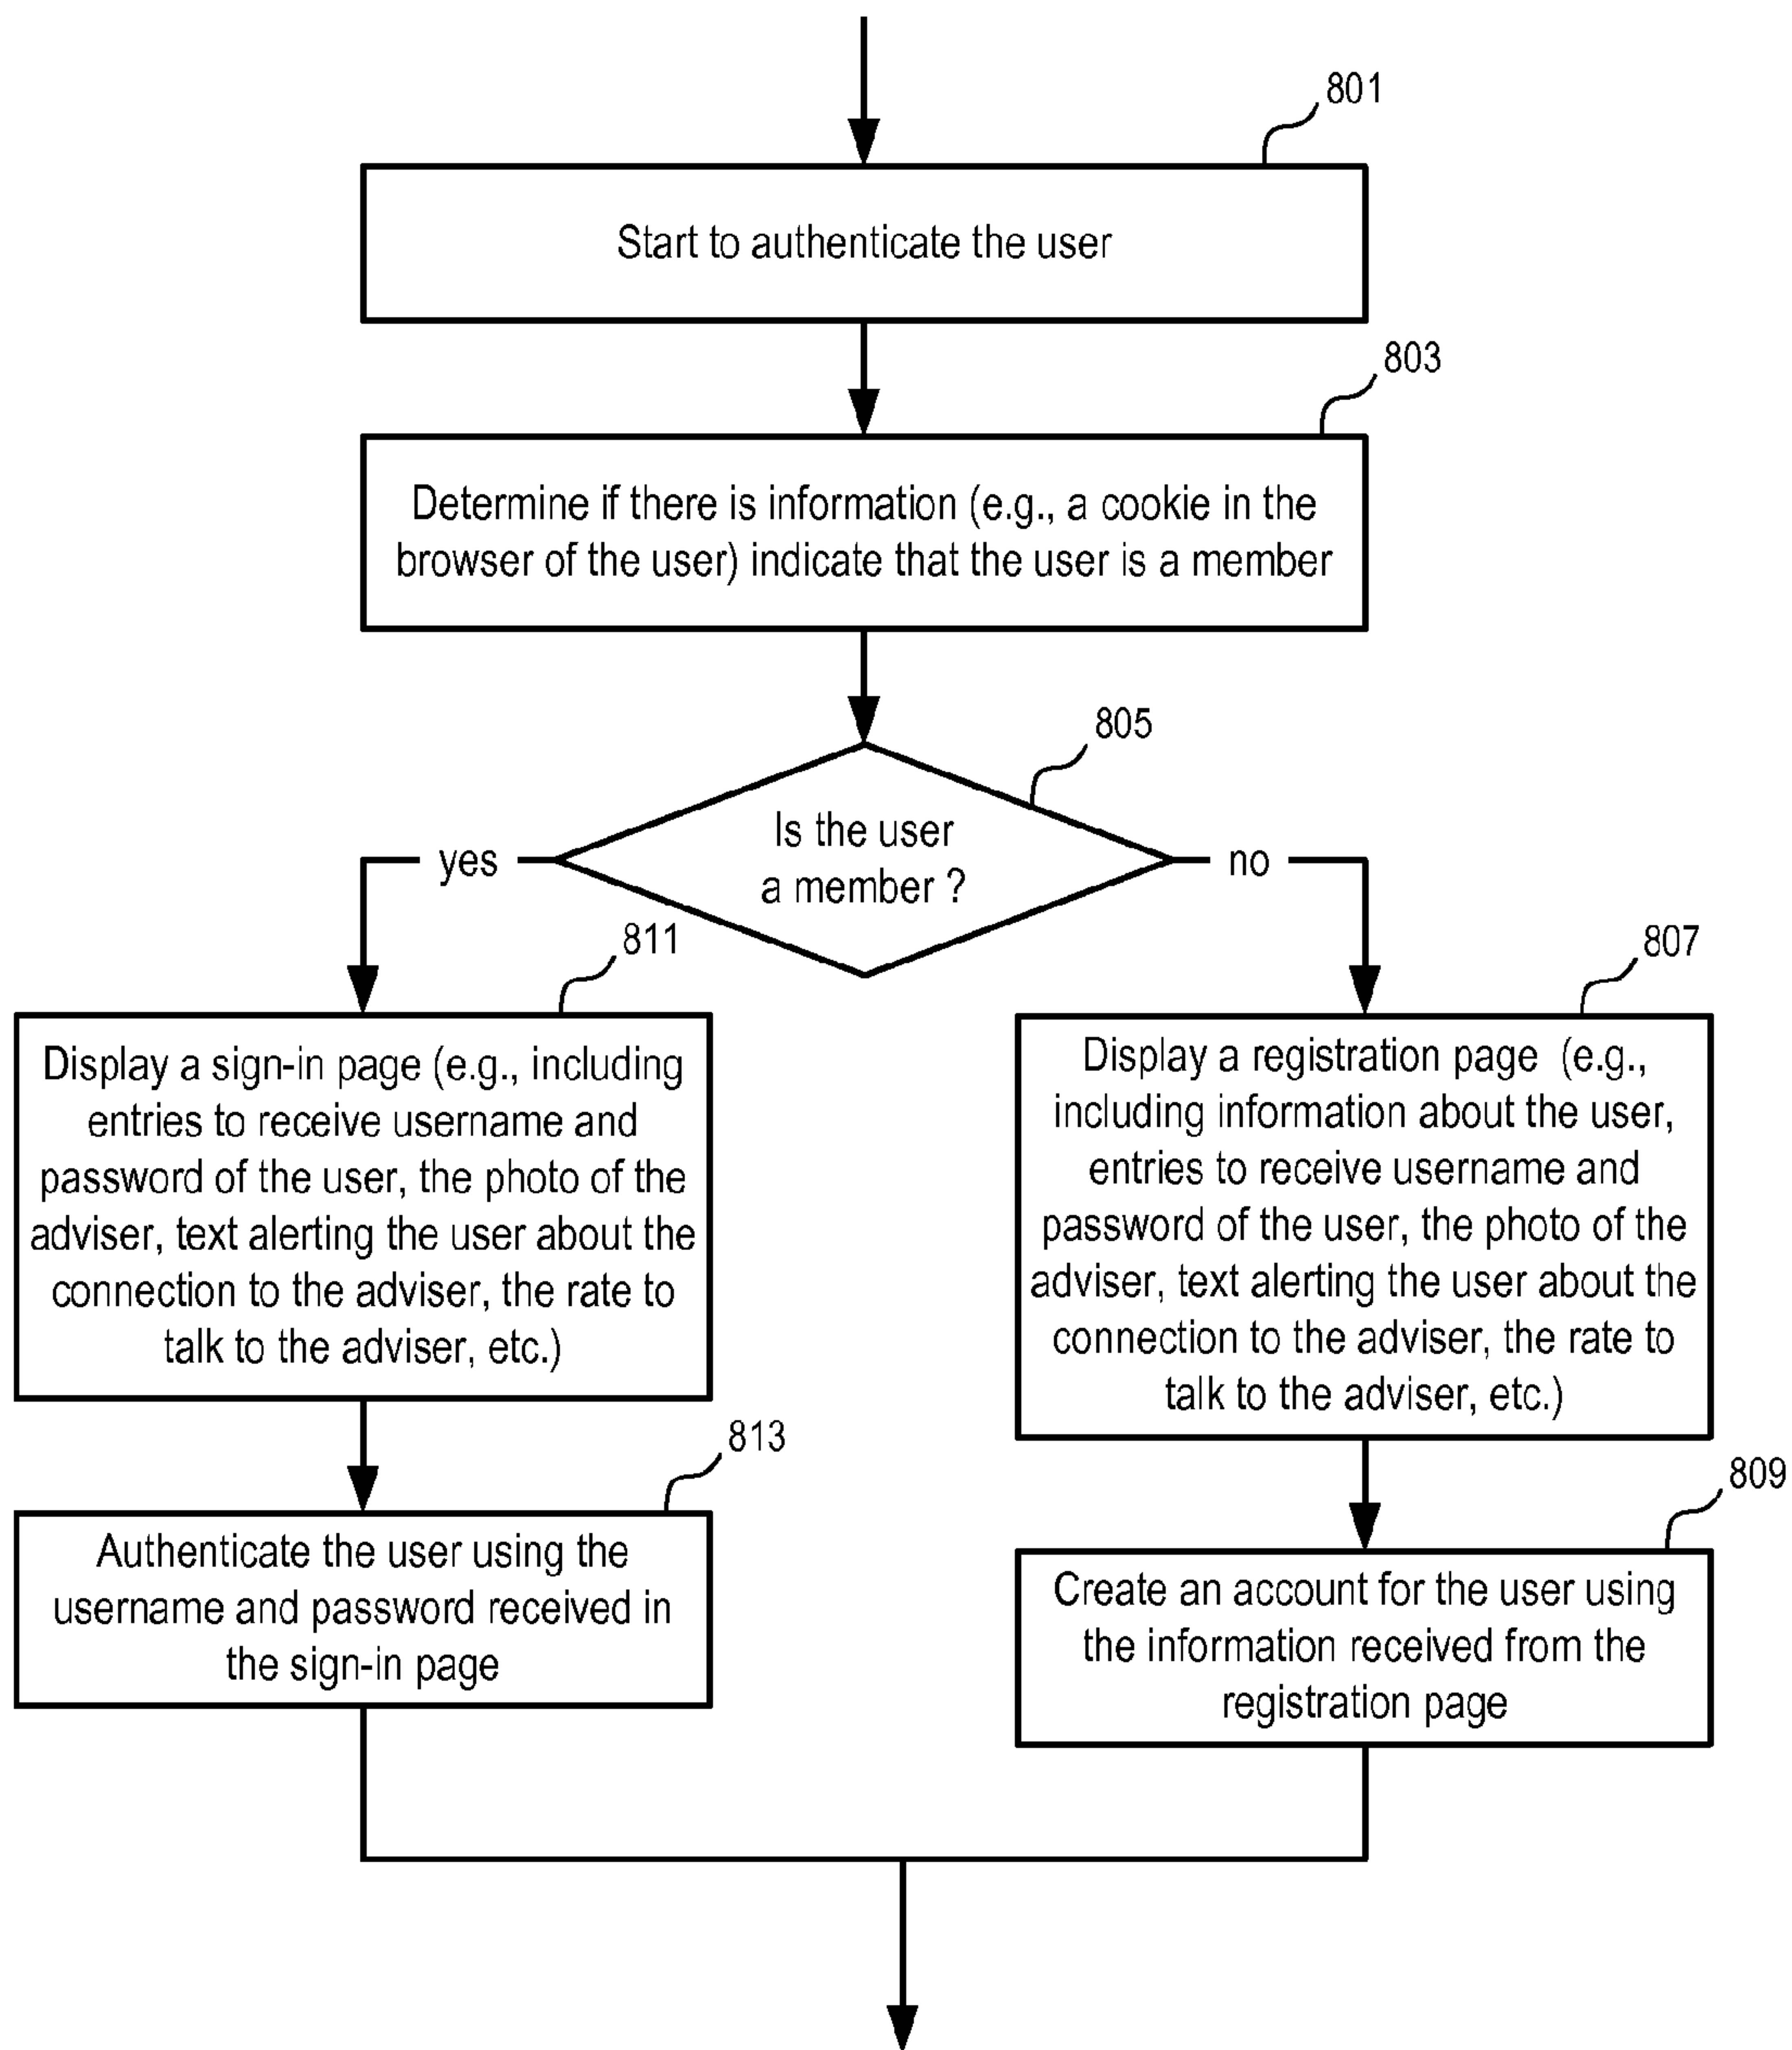 801
Start to authenticate the user
803
Determine if there is information (e.g., a cookie in the
browser of the user) indicate that the user is a member
805
Is the user
a member ?
yes
no
811
Display a sign-in page (e.g., including
entries to receive username and
password of the user, the photo of the
adviser, text alerting the user about the
connection to the adviser, the rate to
talk to the adviser, etc.)
807
Display a registration page (e.g.,
including information about the user,
entries to receive username and
password of the user, the photo of the
adviser, text alerting the user about the
connection to the adviser, the rate to
talk to the adviser, etc.)
813
Authenticate the user using the
username and password received in
the sign-in page
809
Create an account for the user using
the information received from the
registration page